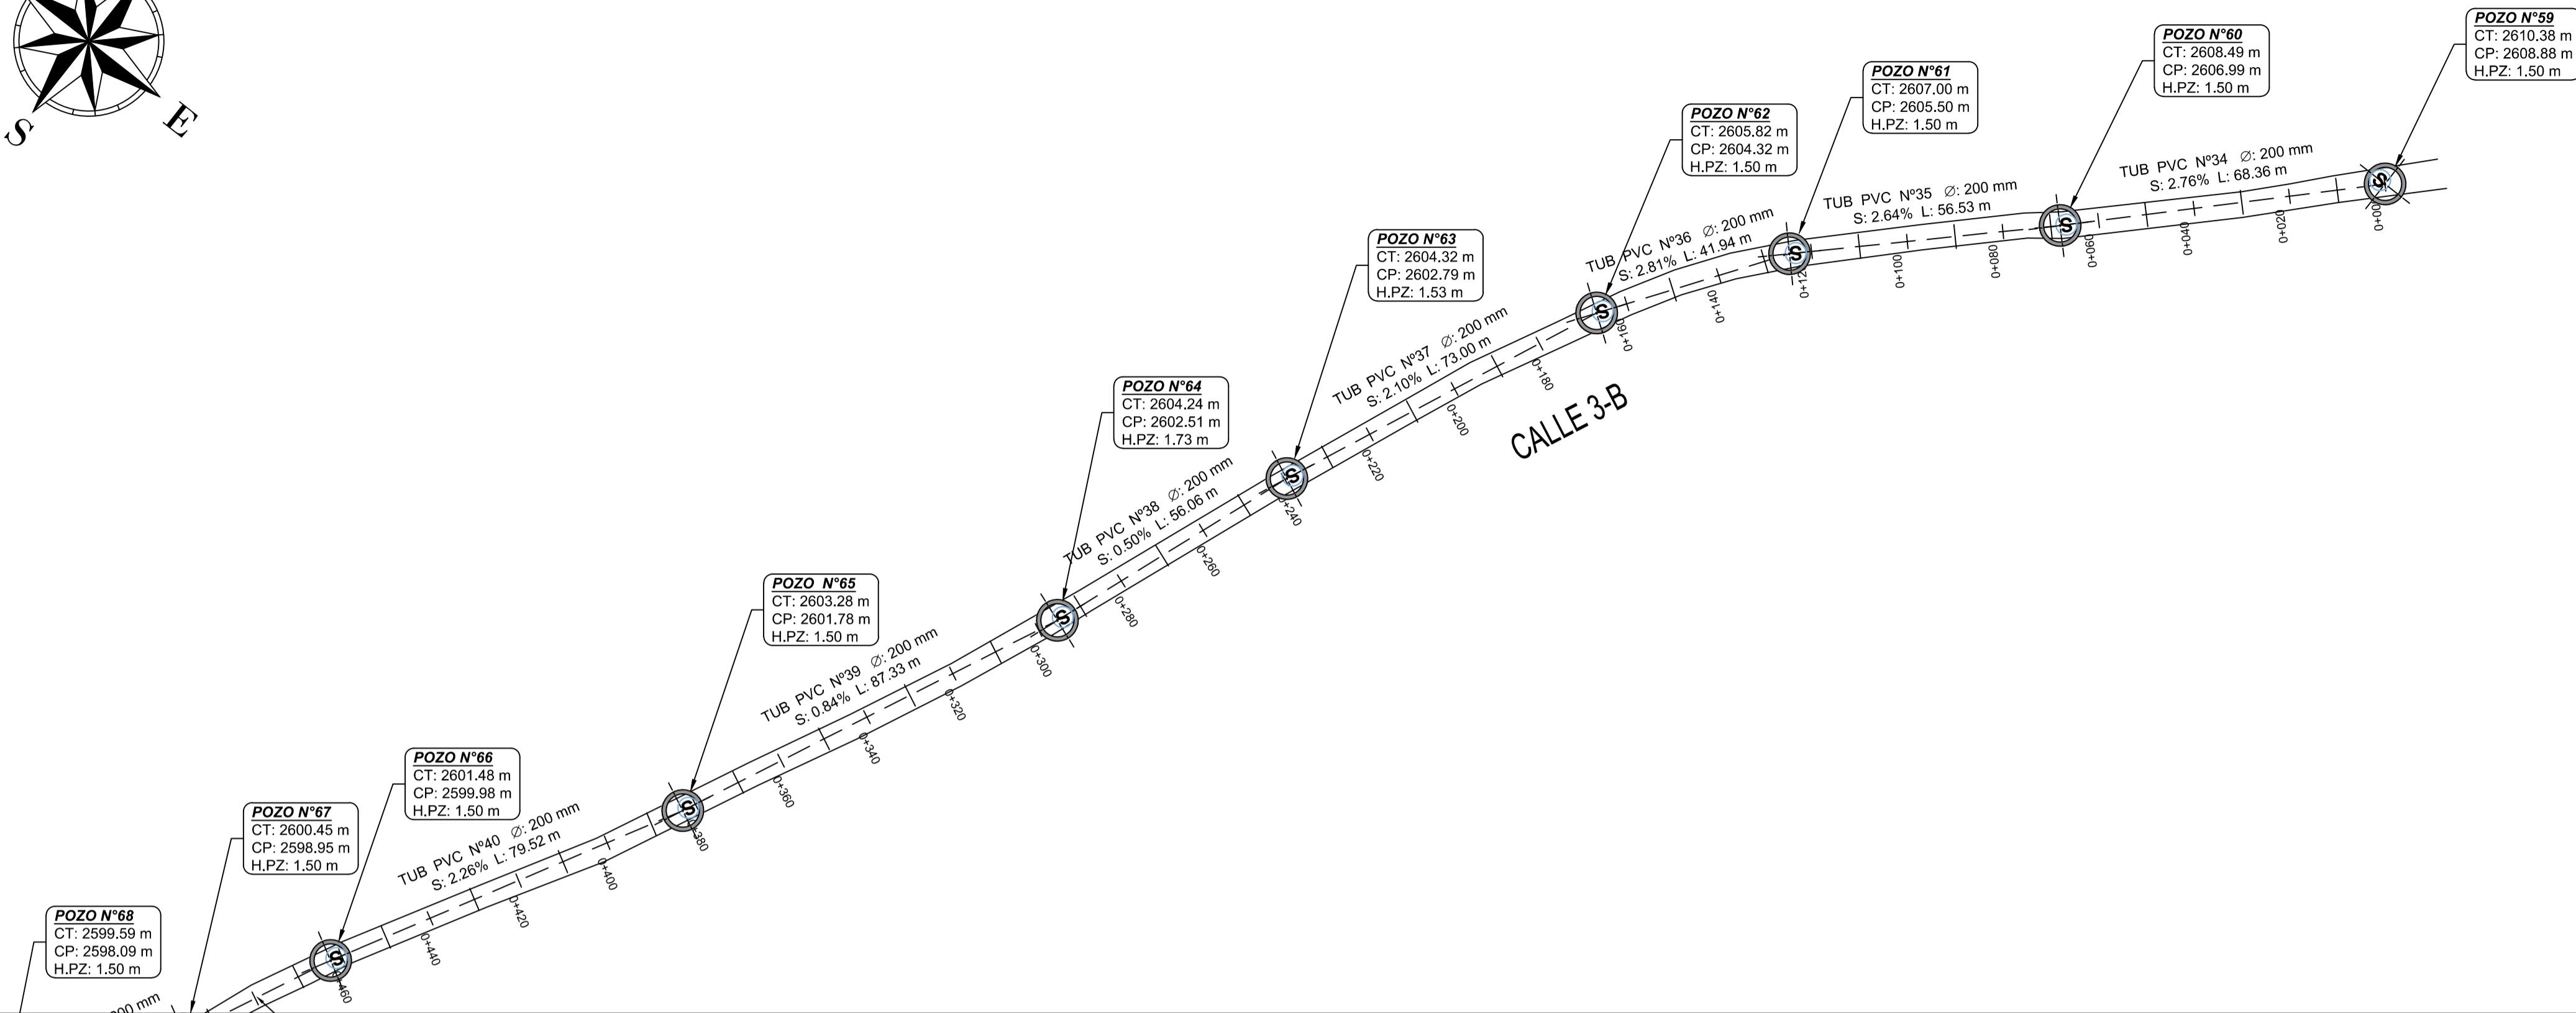 S
E
POZO N°59
CT: 2610.38 m
CP: 2608.88 m
H.PZ: 1.50 m
POZO N°60
CT: 2608.49 m
CP: 2606.99 m
H.PZ: 1.50 m
POZO N°61
CT: 2607.00 m
CP: 2605.50 m
H.PZ: 1.50 m
POZO N°62
CT: 2605.82 m
CP: 2604.32 m
H.PZ: 1.50 m
POZO N°63
CT: 2604.32 m
CP: 2602.79 m
H.PZ: 1.53 m
POZO N°64
CT: 2604.24 m
CP: 2602.51 m
H.PZ: 1.73 m
POZO N°65
CT: 2603.28 m
CP: 2601.78 m
H.PZ: 1.50 m
POZO N°66
CT: 2601.48 m
CP: 2599.98 m
H.PZ: 1.50 m
POZO N°67
CT: 2600.45 m
CP: 2598.95 m
H.PZ: 1.50 m
POZO N°68
CT: 2599.59 m
CP: 2598.09 m
H.PZ: 1.50 m
TUB PVC Nº34 Ø: 200 mm
S: 2.76% L: 68.36 m
TUB PVC Nº35 Ø: 200 mm
S: 2.64% L: 56.53 m
TUB PVC Nº36 Ø: 200 mm
S: 2.81% L: 41.94 m
TUB PVC Nº37 Ø: 200 mm
S: 2.10% L: 73.00 m
TUB PVC Nº38 Ø: 200 mm
S: 0.50% L: 56.06 m
TUB PVC Nº39 Ø: 200 mm
S: 0.84% L: 87.33 m
TUB PVC Nº40 Ø: 200 mm
S: 2.26% L: 79.52 m
mm
CALLE 3-B
S
S
S
S
S
S
S
S
0+020
0+040
0+060
0+080
0+100
0+140
0+160
0+180
0+200
0+220
0+240
0+260
0+280
0+300
0+320
0+340
0+360
0+380
0+400
0+420
0+440
0+460